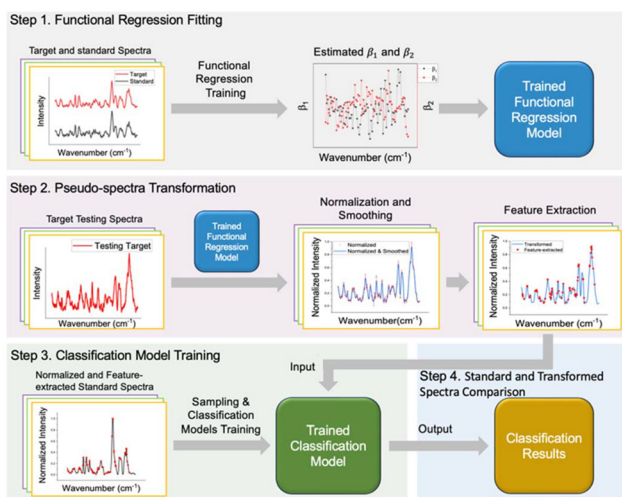 Step 1. Functional Regression Fitting
Target and standard Spectra
Target
Standard
Intensity
Wavenumber (cm⁻¹)
Functional
Regression
Training
Estimated β₁ and β₂
β₁
β₂
β₁
β₂
Wavenumber (cm⁻¹)
Trained
Functional
Regression
Model
Step 2. Pseudo-spectra Transformation
Target Testing Spectra
Testing Target
Intensity
Wavenumber (cm⁻¹)
Trained
Functional
Regression
Model
Normalization and
Smoothing
Normalized
Normalized & Smoothed
Normalized Intensity
Wavenumber(cm⁻¹)
Feature Extraction
Transformed
Feature-extracted
Normalized Intensity
Wavenumber (cm⁻¹)
Step 3. Classification Model Training
Normalized and Feature-
extracted Standard Spectra
Normalized Intensity
Wavenumber (cm⁻¹)
Sampling &
Classification
Models Training
Input
Trained
Classification
Model
Step 4. Standard and Transformed
Spectra Comparison
Output
Classification
Results